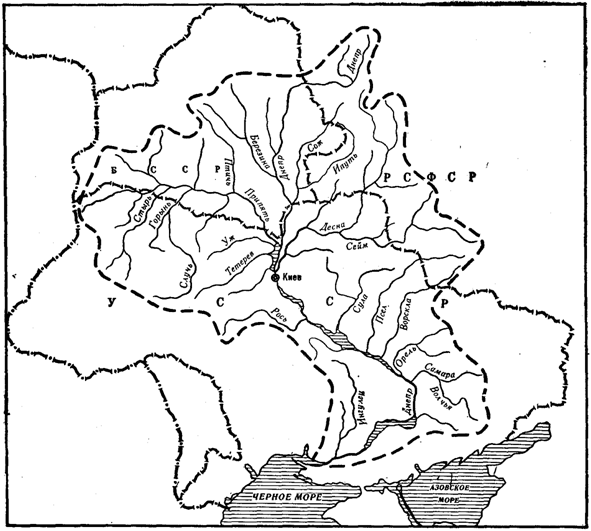 Днепр
Сож
Березина
Днепр
Ипуть
Б С С Р
Птичь
Р С Ф С Р
Припять
Стырь
Горынь
Десна
Сейм
Уж
Случь
Тетерев
Киев
У С С Р
Сула
Псел
Ворскла
Рось
Орель
Самара
Ингулец
Днепр
Волчья
ЧЕРНОЕ МОРЕ
АЗОВСКОЕ
МОРЕ